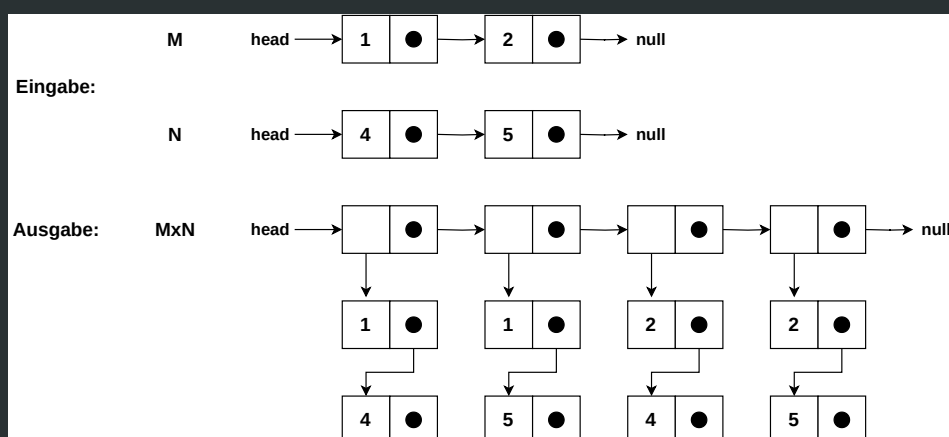 M head 1 2 null
Eingabe:
N head 4 5 null
Ausgabe: MxN head null
1 1 2 2
4 5 4 5